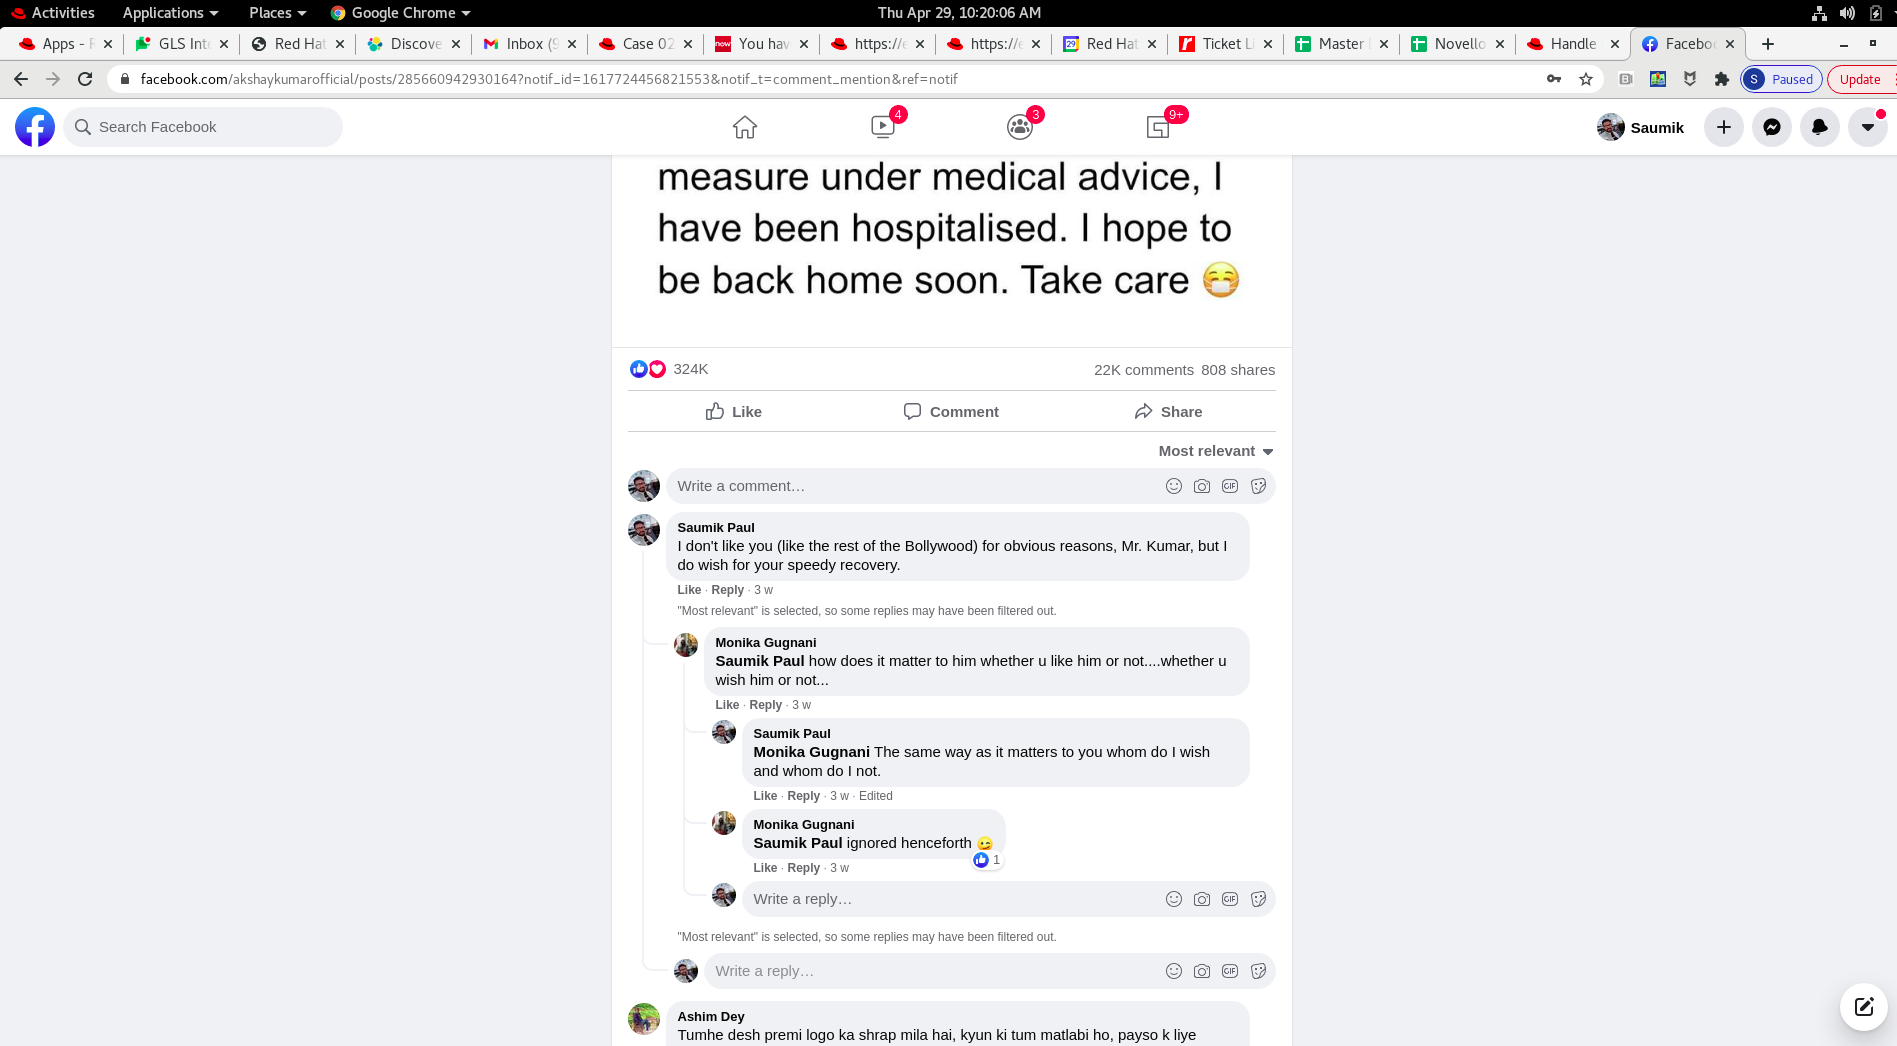 Activities Applications Places Google Chrome Thu Apr 29, 10:20:06 AM
Apps - GLS Int Red Hat Discove Inbox (9 Case 02 You hav https://e https://e Red Hat Ticket Li Master Novello Handle Faceboo
facebook.com/akshaykumarofficial/posts/285660942930164?notif_id=1617724456821553&notif_t=comment_mention&ref=notif S Paused Update
Search Facebook 4 3 9+ Saumik
measure under medical advice, I
have been hospitalised. I hope to
be back home soon. Take care 😷
324K 22K comments 808 shares
Like Comment Share
Most relevant
Write a comment… GIF
Saumik Paul
I don't like you (like the rest of the Bollywood) for obvious reasons, Mr. Kumar, but I
do wish for your speedy recovery.
Like · Reply · 3 w
"Most relevant" is selected, so some replies may have been filtered out.
Monika Gugnani
Saumik Paul how does it matter to him whether u like him or not....whether u
wish him or not...
Like · Reply · 3 w
Saumik Paul
Monika Gugnani The same way as it matters to you whom do I wish
and whom do I not.
Like · Reply · 3 w · Edited
Monika Gugnani
Saumik Paul ignored henceforth 😜
1
Like · Reply · 3 w
Write a reply… GIF
"Most relevant" is selected, so some replies may have been filtered out.
Write a reply… GIF
Ashim Dey
Tumhe desh premi logo ka shrap mila hai, kyun ki tum matlabi ho, payso k liye